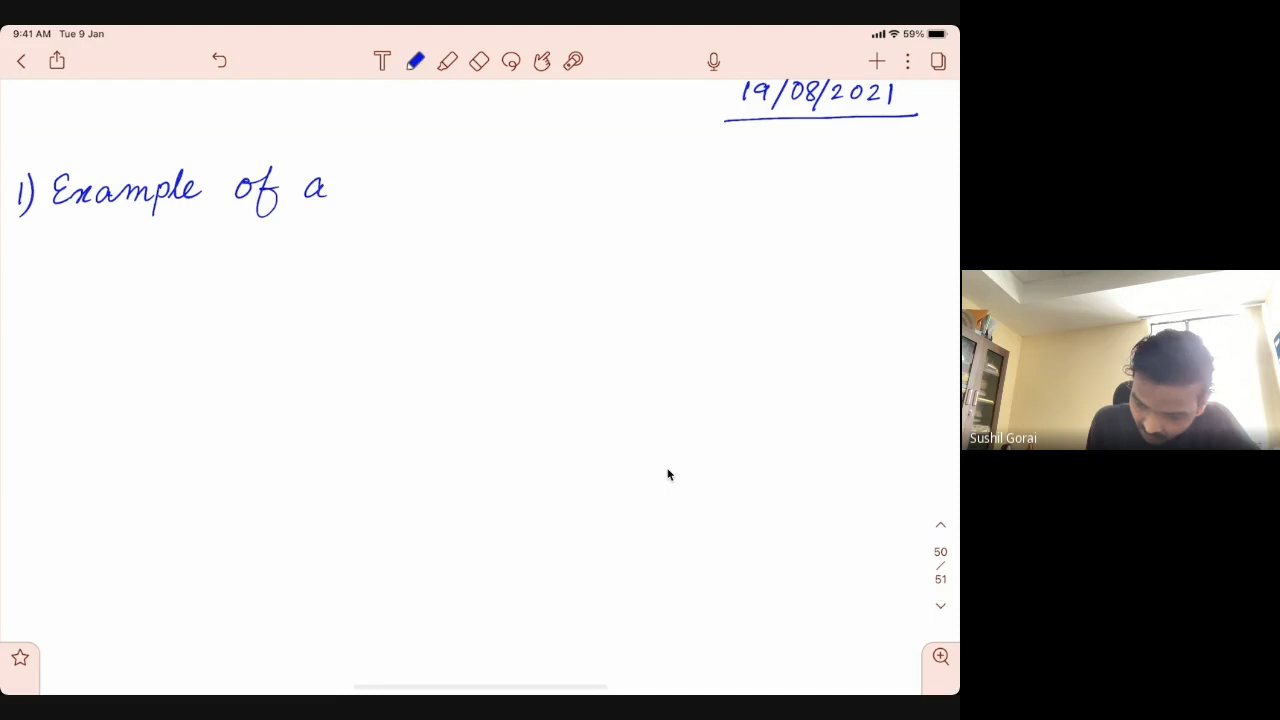 9:41 AM Tue 9 Jan
59%
19/08/2021
1) Example of a
Sushil Gorai
50
/
51